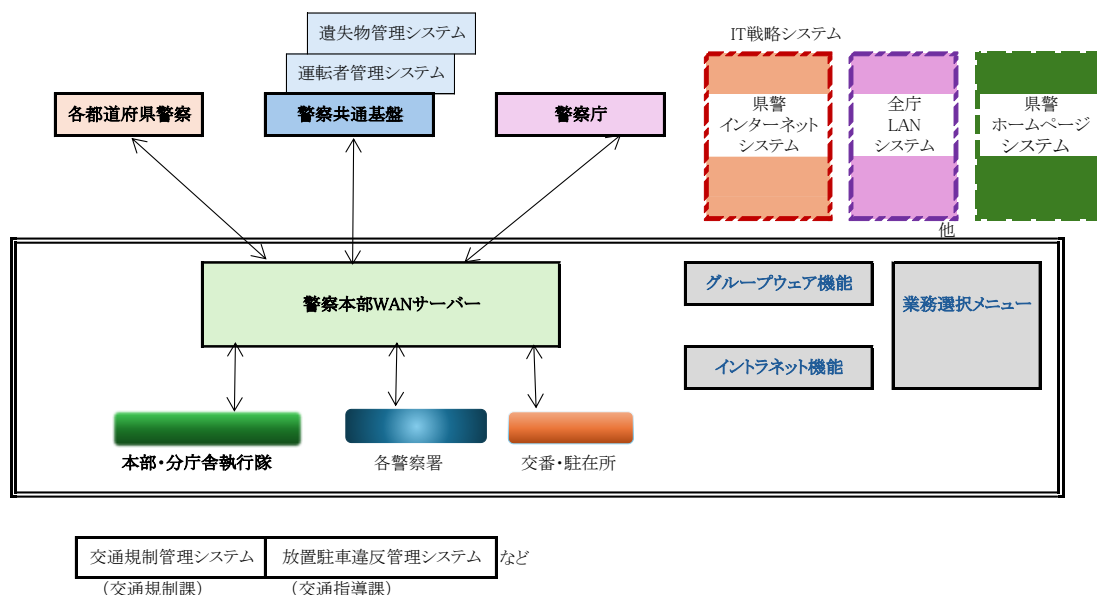 遺失物管理システム
運転者管理システム
各都道府県警察
警察共通基盤
警察庁
IT戦略システム
県警
インターネット
システム
全庁
LAN
システム
県警
ホームページ
システム
他
警察本部WANサーバー
グループウェア機能
業務選択メニュー
イントラネット機能
本部・分庁舎執行隊
各警察署
交番・駐在所
交通規制管理システム
放置駐車違反管理システム
など
(交通規制課)
(交通指導課)